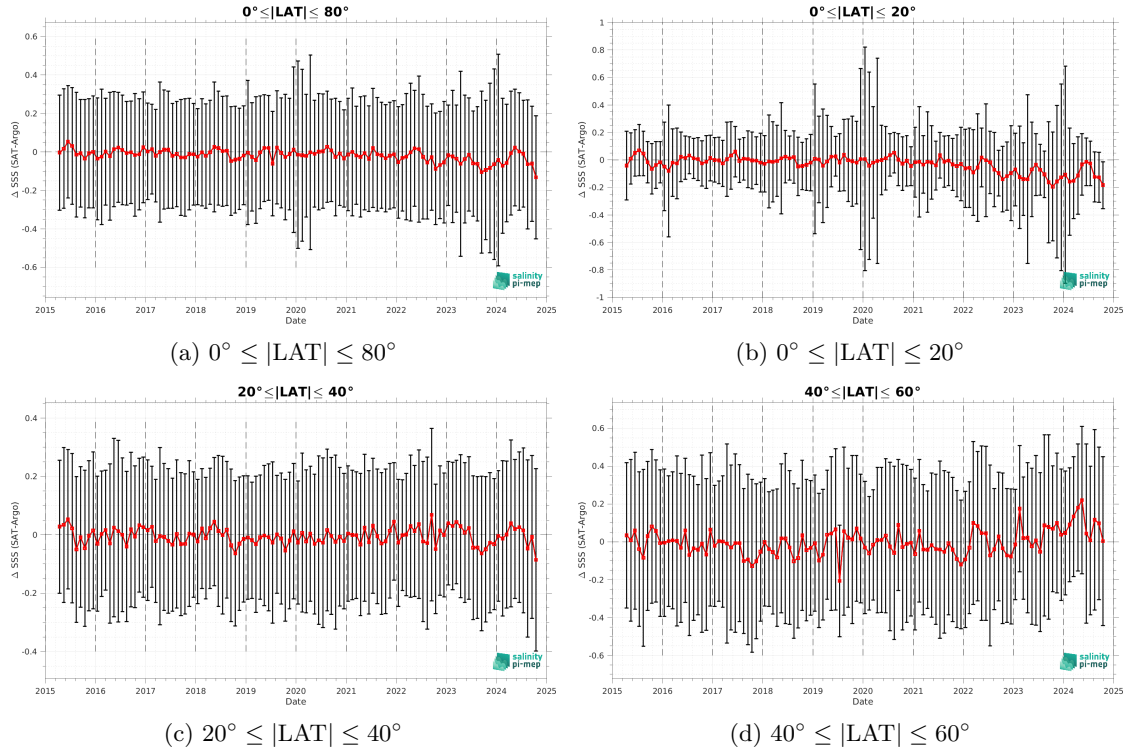 0°≤|LAT|≤ 80°
Δ SSS (SAT-Argo)
0.6
0.4
0.2
0
-0.2
-0.4
-0.6
2015 2016 2017 2018 2019 2020 2021 2022 2023 2024 2025
Date
salinity
pi-mep
(a) 0° ≤ |LAT| ≤ 80°
0°≤|LAT|≤ 20°
Δ SSS (SAT-Argo)
1
0.8
0.6
0.4
0.2
0
-0.2
-0.4
-0.6
-0.8
-1
2015 2016 2017 2018 2019 2020 2021 2022 2023 2024 2025
Date
salinity
pi-mep
(b) 0° ≤ |LAT| ≤ 20°
20°≤|LAT|≤ 40°
Δ SSS (SAT-Argo)
0.4
0.2
0
-0.2
-0.4
2015 2016 2017 2018 2019 2020 2021 2022 2023 2024 2025
Date
salinity
pi-mep
(c) 20° ≤ |LAT| ≤ 40°
40°≤|LAT|≤ 60°
Δ SSS (SAT-Argo)
0.6
0.4
0.2
0
-0.2
-0.4
-0.6
2015 2016 2017 2018 2019 2020 2021 2022 2023 2024 2025
Date
salinity
pi-mep
(d) 40° ≤ |LAT| ≤ 60°